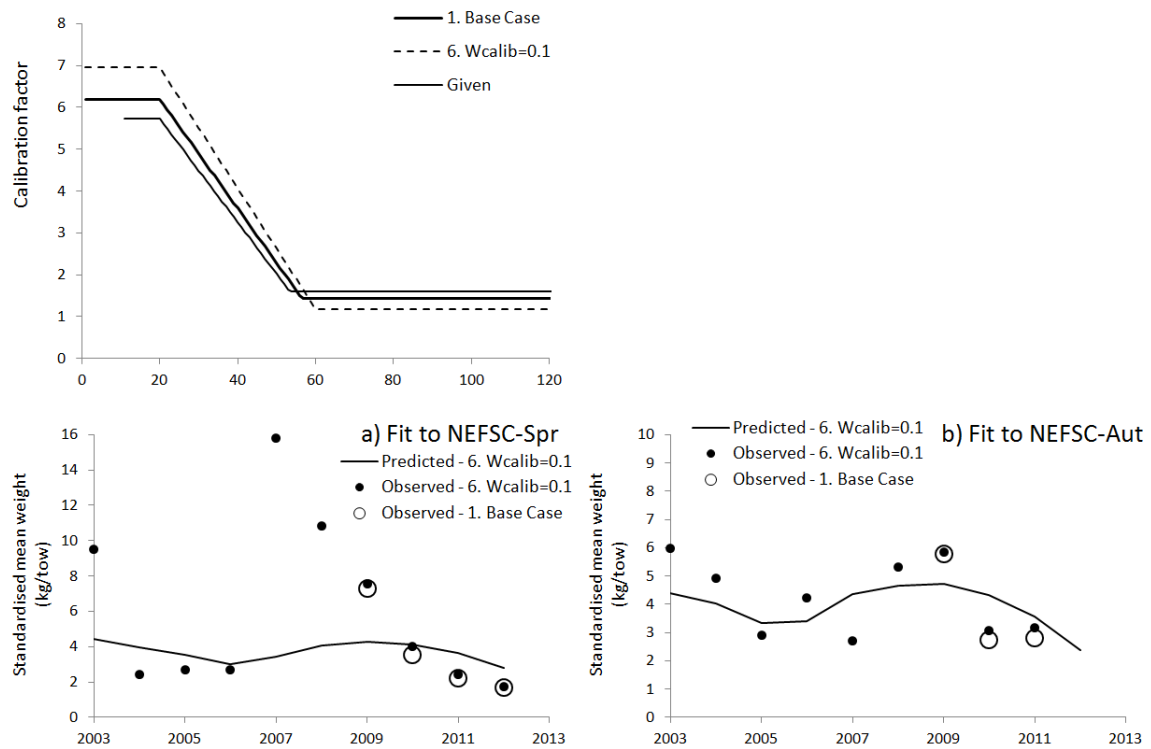 8
7
6
5
4
3
2
1
0
Calibration factor
1. Base Case
6. Wcalib=0.1
Given
0 20 40 60 80 100 120
a) Fit to NEFSC-Spr
16
14
12
10
8
6
4
2
0
Standardised mean weight
(kg/tow)
Predicted - 6. Wcalib=0.1
Observed - 6. Wcalib=0.1
Observed - 1. Base Case
2003 2005 2007 2009 2011 2013
b) Fit to NEFSC-Aut
10
9
8
7
6
5
4
3
2
1
0
Standardised mean weight
(kg/tow)
Predicted - 6. Wcalib=0.1
Observed - 6. Wcalib=0.1
Observed - 1. Base Case
2003 2005 2007 2009 2011 2013